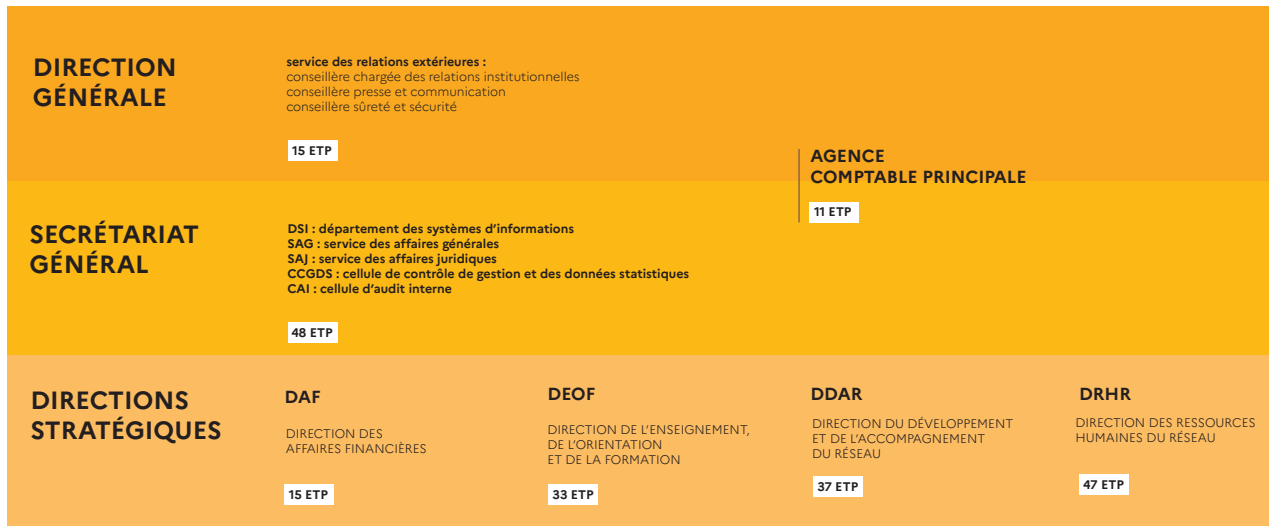 DIRECTION
GÉNÉRALE
service des relations extérieures :
conseillère chargée des relations institutionnelles
conseillère presse et communication
conseillère sûreté et sécurité
15 ETP
AGENCE
COMPTABLE PRINCIPALE
11 ETP
SECRÉTARIAT
GÉNÉRAL
DSI : département des systèmes d'informations
SAG : service des affaires générales
SAJ : service des affaires juridiques
CCGDS : cellule de contrôle de gestion et des données statistiques
CAI : cellule d'audit interne
48 ETP
DIRECTIONS
STRATÉGIQUES
DAF
DIRECTION DES
AFFAIRES FINANCIÈRES
15 ETP
DEOF
DIRECTION DE L'ENSEIGNEMENT,
DE L'ORIENTATION
ET DE LA FORMATION
33 ETP
DDAR
DIRECTION DU DÉVELOPPEMENT
ET DE L'ACCOMPAGNEMENT
DU RÉSEAU
37 ETP
DRHR
DIRECTION DES RESSOURCES
HUMAINES DU RÉSEAU
47 ETP